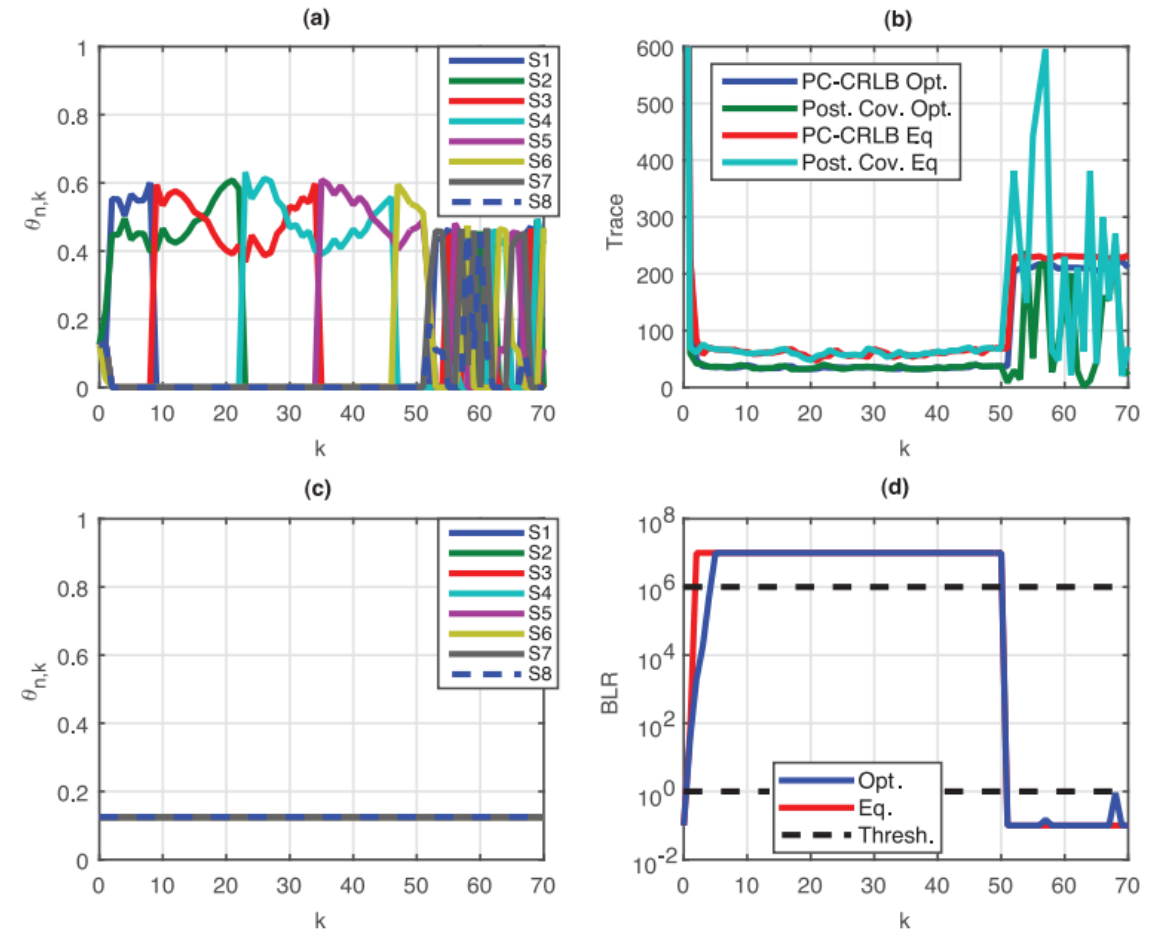 (a)
1
0.8
0.6
0.4
0.2
0
θn,k
0 10 20 30 40 50 60 70
k
S1
S2
S3
S4
S5
S6
S7
S8
(b)
600
500
400
300
200
100
0
Trace
0 10 20 30 40 50 60 70
k
PC-CRLB Opt.
Post. Cov. Opt.
PC-CRLB Eq
Post. Cov. Eq
(c)
1
0.8
0.6
0.4
0.2
0
θn,k
0 10 20 30 40 50 60 70
k
S1
S2
S3
S4
S5
S6
S7
S8
(d)
10^8
10^6
10^4
10^2
10^0
10^-2
BLR
0 10 20 30 40 50 60 70
k
Opt.
Eq.
Thresh.